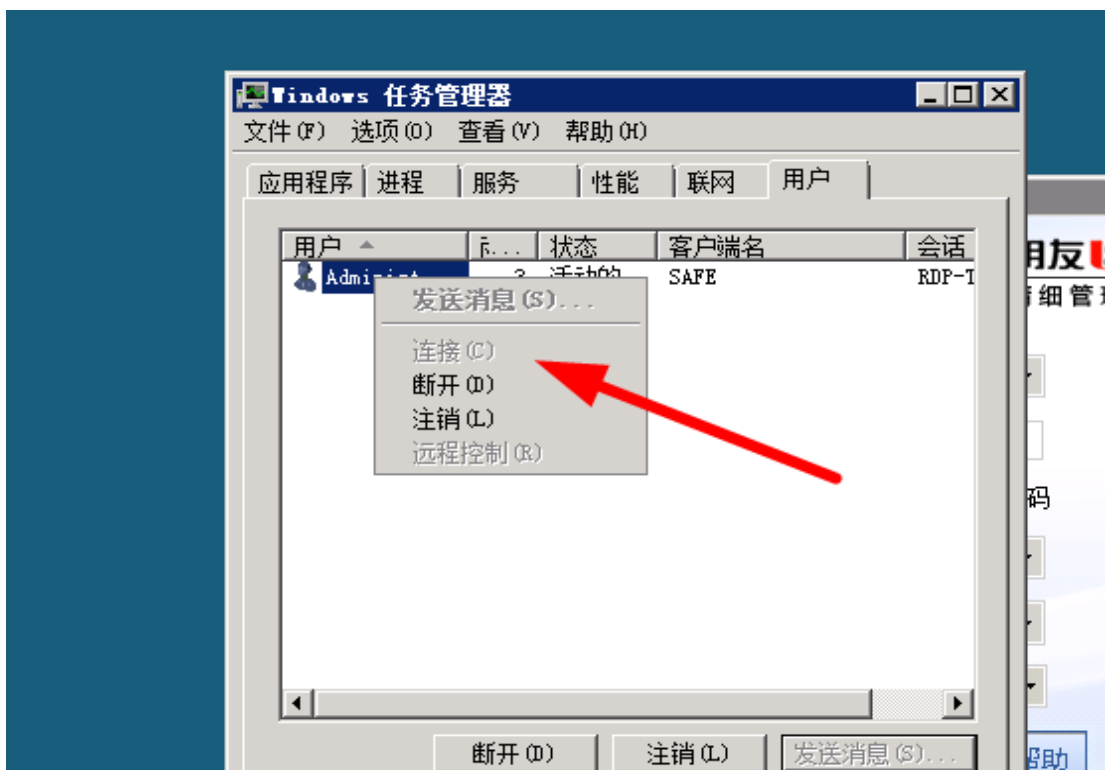 Windows 任务管理器
文件(F) 选项(O) 查看(V) 帮助(H)
应用程序 进程 服务 性能 联网 用户
用户 状态 客户端名 会话
SAFE RDP-T
发送消息(S)...
连接(C)
断开(D)
注销(L)
远程控制(R)
断开(D) 注销(L) 发送消息(S)...
友
细管
码
帮助